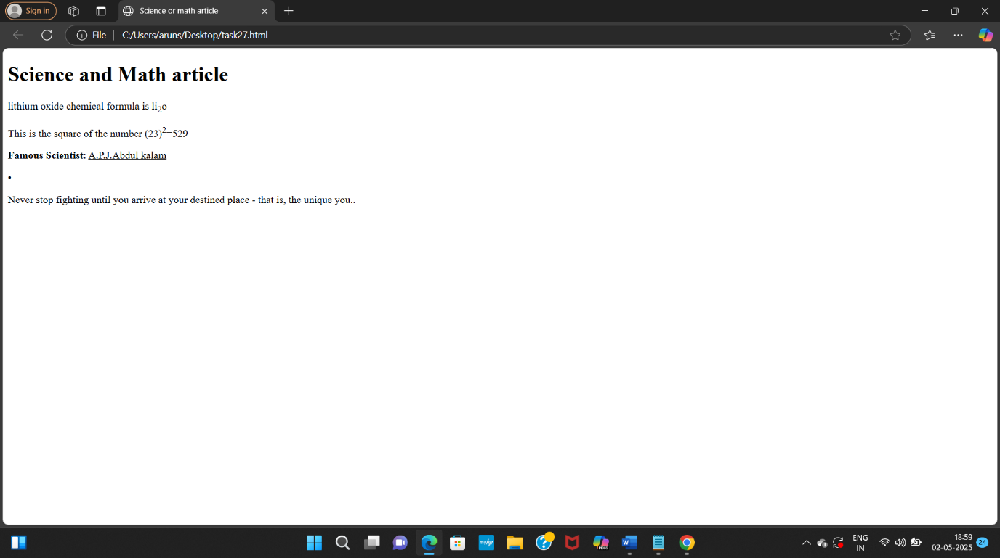 Sign in
Science or math article
File | C:/Users/aruns/Desktop/task27.html
Science and Math article
lithium oxide chemical formula is li₂o
This is the square of the number (23)²=529
Famous Scientist: A.P.J.Abdul kalam
•
Never stop fighting until you arrive at your destined place - that is, the unique you..
myhp
M365
W
ENG
IN
18:59
02-05-2025
24